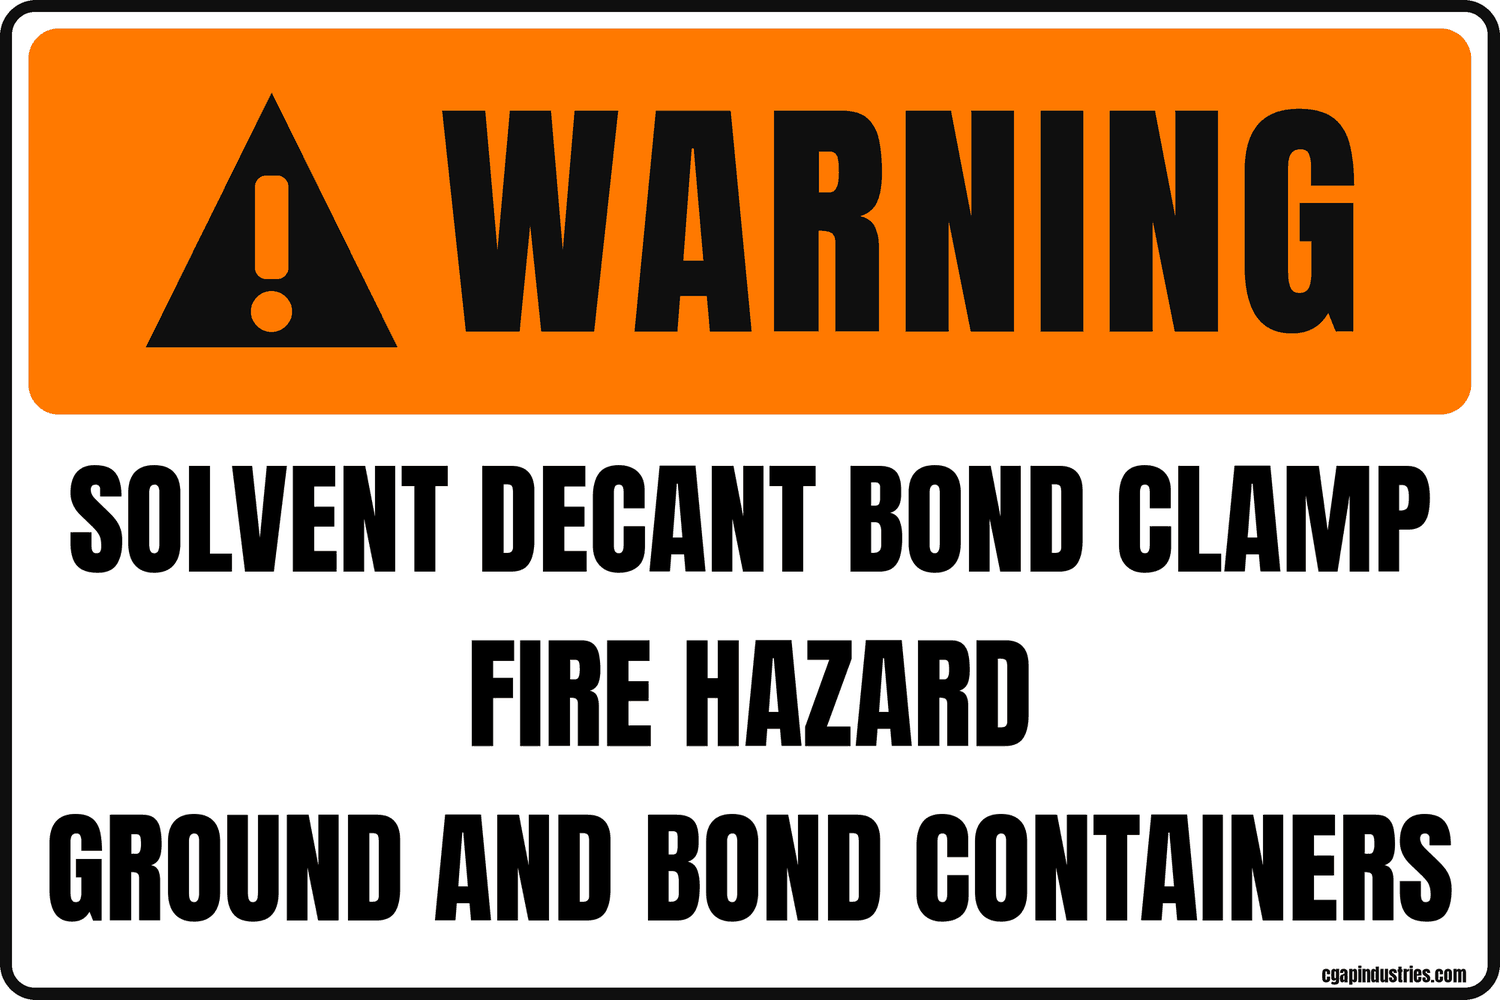 WARNING
SOLVENT DECANT BOND CLAMP
FIRE HAZARD
GROUND AND BOND CONTAINERS
cgapindustries.com